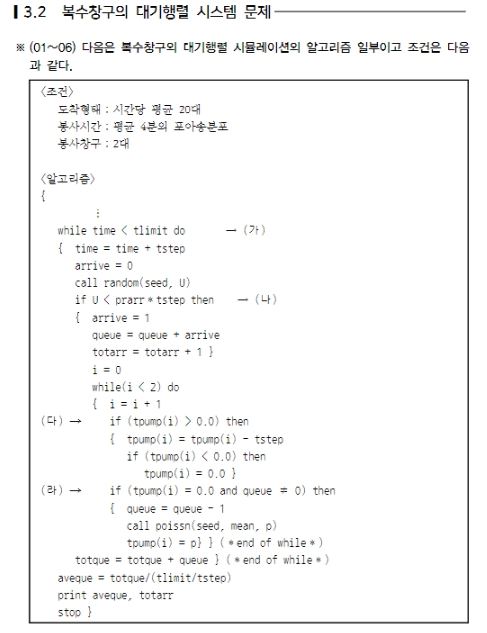 3.2 복수창구의 대기행렬 시스템 문제
※ (01~06) 다음은 복수창구의 대기행렬 시뮬레이션의 알고리즘 일부이고 조건은 다음
과 같다.
〈조건〉
도착형태 : 시간당 평균 20대
봉사시간 : 평균 4분의 포아송분포
봉사창구 : 2대
〈알고리즘〉
{
⋮
while time < tlimit do → (가)
{ time = time + tstep
arrive = 0
call random(seed, U)
if U < prarr * tstep then → (나)
{ arrive = 1
queue = queue + arrive
totarr = totarr + 1 }
i = 0
while(i < 2) do
{ i = i + 1
(다) → if (tpump(i) > 0.0) then
{ tpump(i) = tpump(i) - tstep
if (tpump(i) < 0.0) then
tpump(i) = 0.0 }
(라) → if (tpump(i) = 0.0 and queue ≠ 0) then
{ queue = queue - 1
call poissn(seed, mean, p)
tpump(i) = p} } ( * end of while * )
totque = totque + queue } ( * end of while * )
aveque = totque/(tlimit/tstep)
print aveque, totarr
stop }